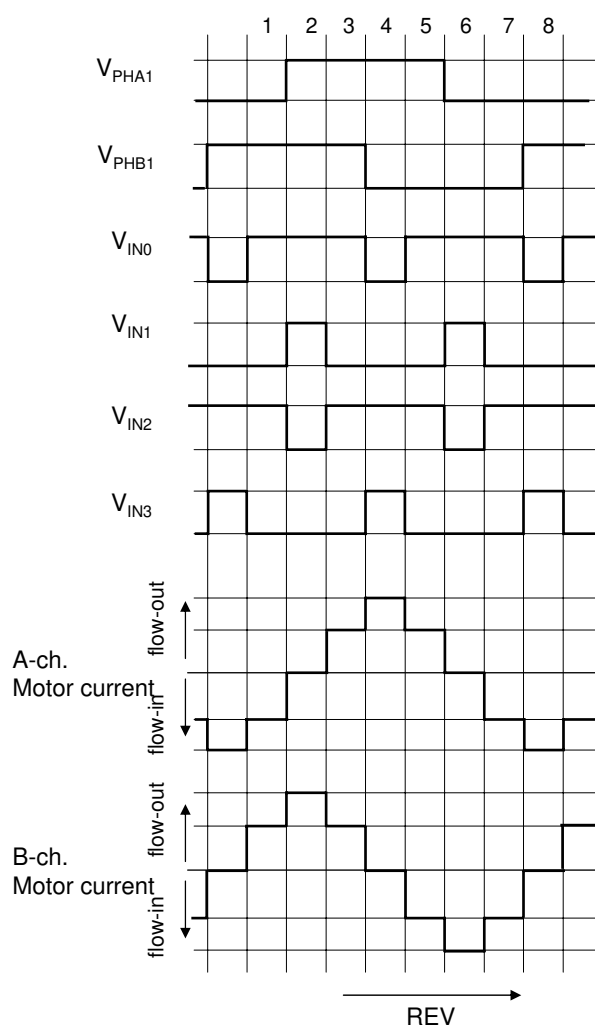 1 2 3 4 5 6 7 8
VPHA1
VPHB1
VIN0
VIN1
VIN2
VIN3
flow-out
A-ch.
Motor current
flow-in
flow-out
B-ch.
Motor current
flow-in
REV